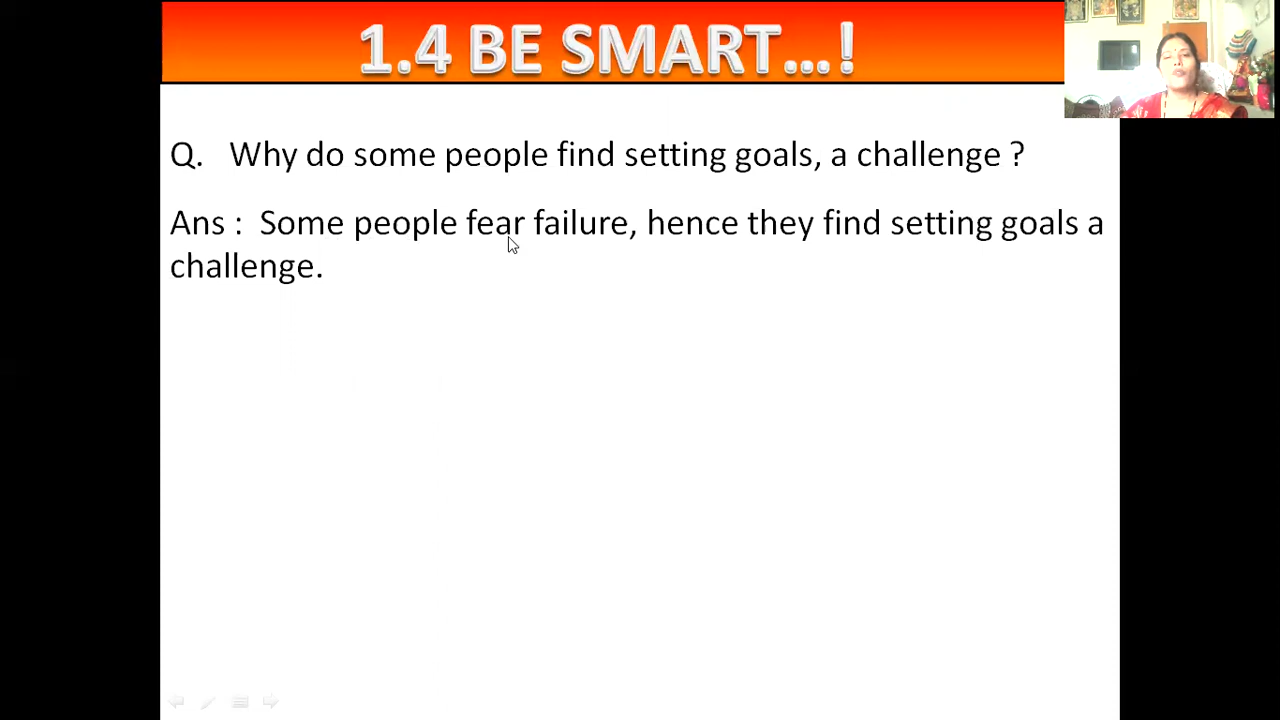 1.4 BE SMART...!
Q. Why do some people find setting goals, a challenge ?
Ans : Some people fear failure, hence they find setting goals a
challenge.